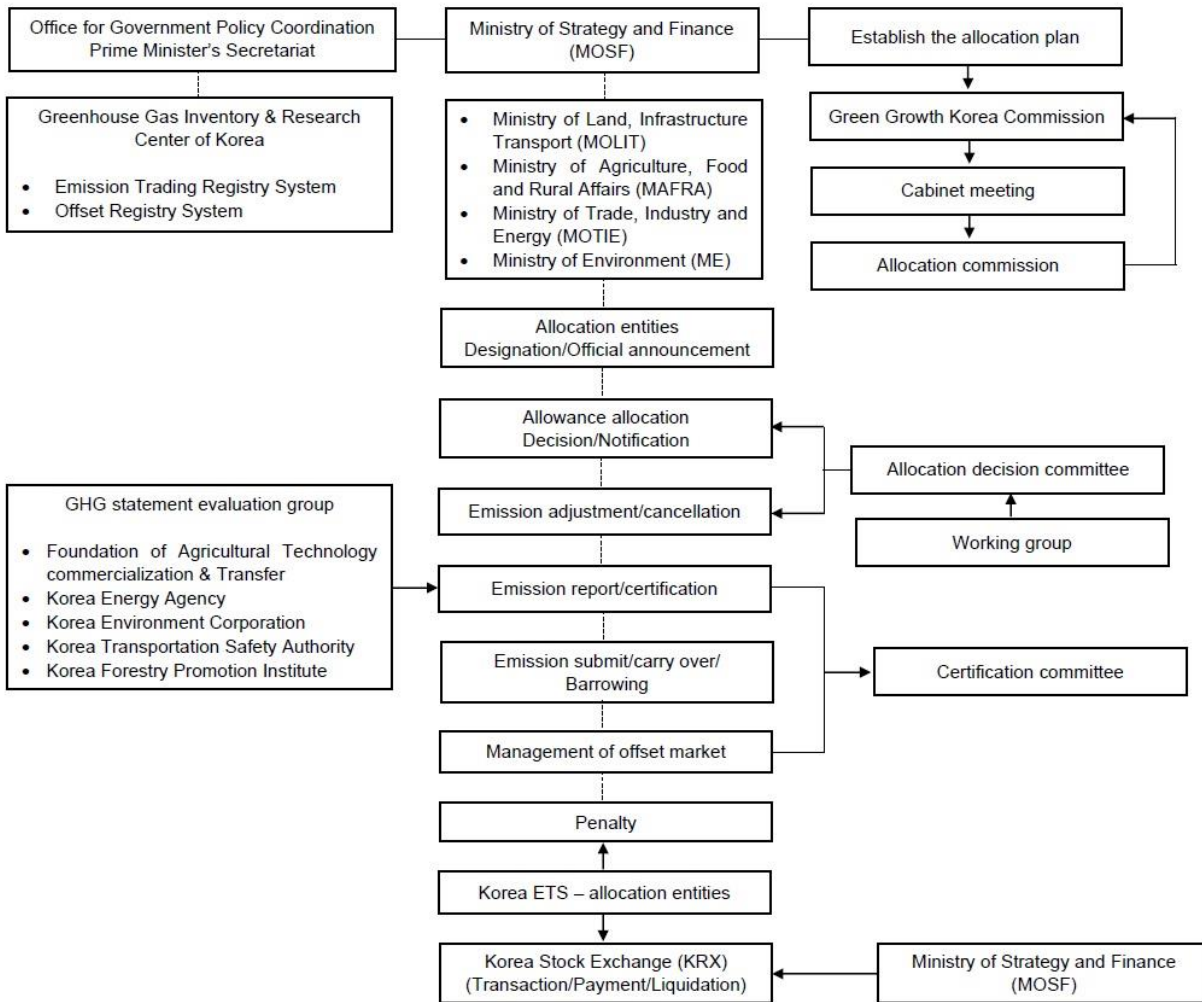 Office for Government Policy Coordination
Prime Minister's Secretariat
Ministry of Strategy and Finance
(MOSF)
Establish the allocation plan
Greenhouse Gas Inventory & Research
Center of Korea
• Emission Trading Registry System
• Offset Registry System
• Ministry of Land, Infrastructure
Transport (MOLIT)
• Ministry of Agriculture, Food
and Rural Affairs (MAFRA)
• Ministry of Trade, Industry and
Energy (MOTIE)
• Ministry of Environment (ME)
Green Growth Korea Commission
Cabinet meeting
Allocation commission
Allocation entities
Designation/Official announcement
Allowance allocation
Decision/Notification
Allocation decision committee
Emission adjustment/cancellation
Working group
GHG statement evaluation group
• Foundation of Agricultural Technology
commercialization & Transfer
• Korea Energy Agency
• Korea Environment Corporation
• Korea Transportation Safety Authority
• Korea Forestry Promotion Institute
Emission report/certification
Emission submit/carry over/
Barrowing
Certification committee
Management of offset market
Penalty
Korea ETS – allocation entities
Korea Stock Exchange (KRX)
(Transaction/Payment/Liquidation)
Ministry of Strategy and Finance
(MOSF)